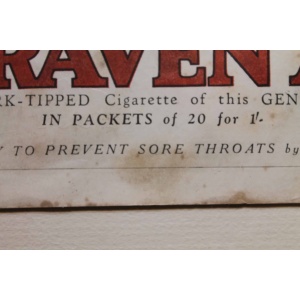 RAVEN A
RK-TIPPED Cigarette of this GEN
IN PACKETS of 20 for 1/-
Y TO PREVENT SORE THROATS by